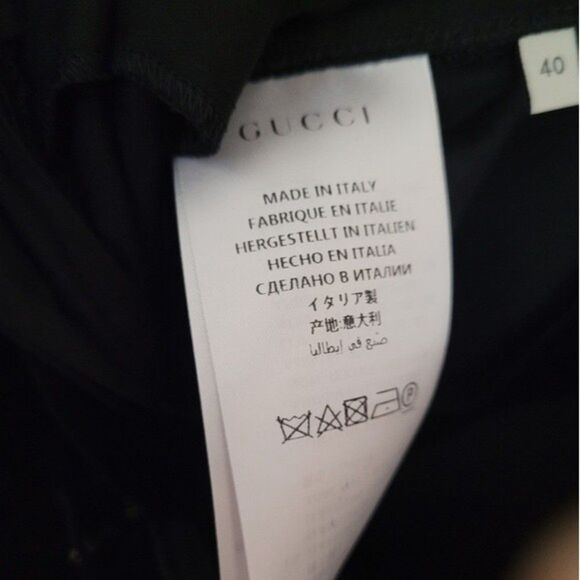 GUCCI
40
MADE IN ITALY
FABRIQUE EN ITALIE
HERGESTELLT IN ITALIEN
HECHO EN ITALIA
СДЕЛАНО В ИТАЛИИ
イタリア製
产地:意大利
صنع في إيطاليا
P